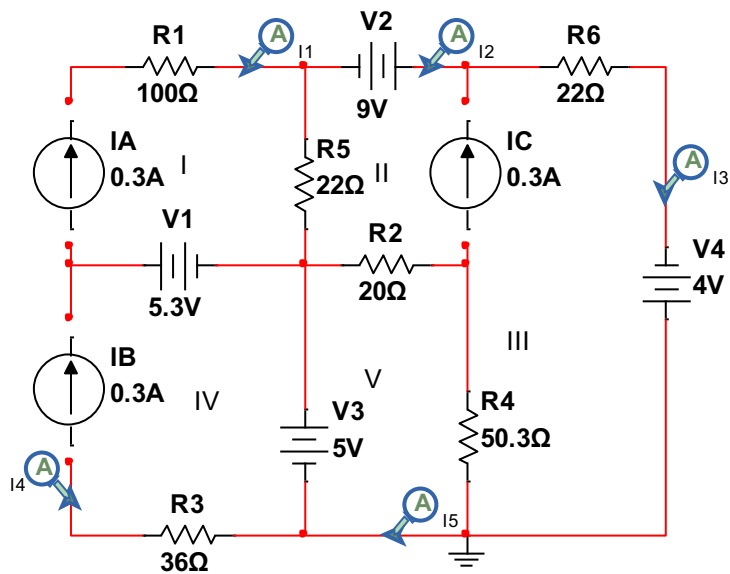 R1
100Ω
A
I1
V2
9V
A
I2
R6
22Ω
IA
0.3A
I
R5
22Ω
II
IC
0.3A
A
I3
V1
5.3V
R2
20Ω
V4
4V
IB
0.3A
IV
V
III
V3
5V
R4
50.3Ω
A
I4
R3
36Ω
A
I5